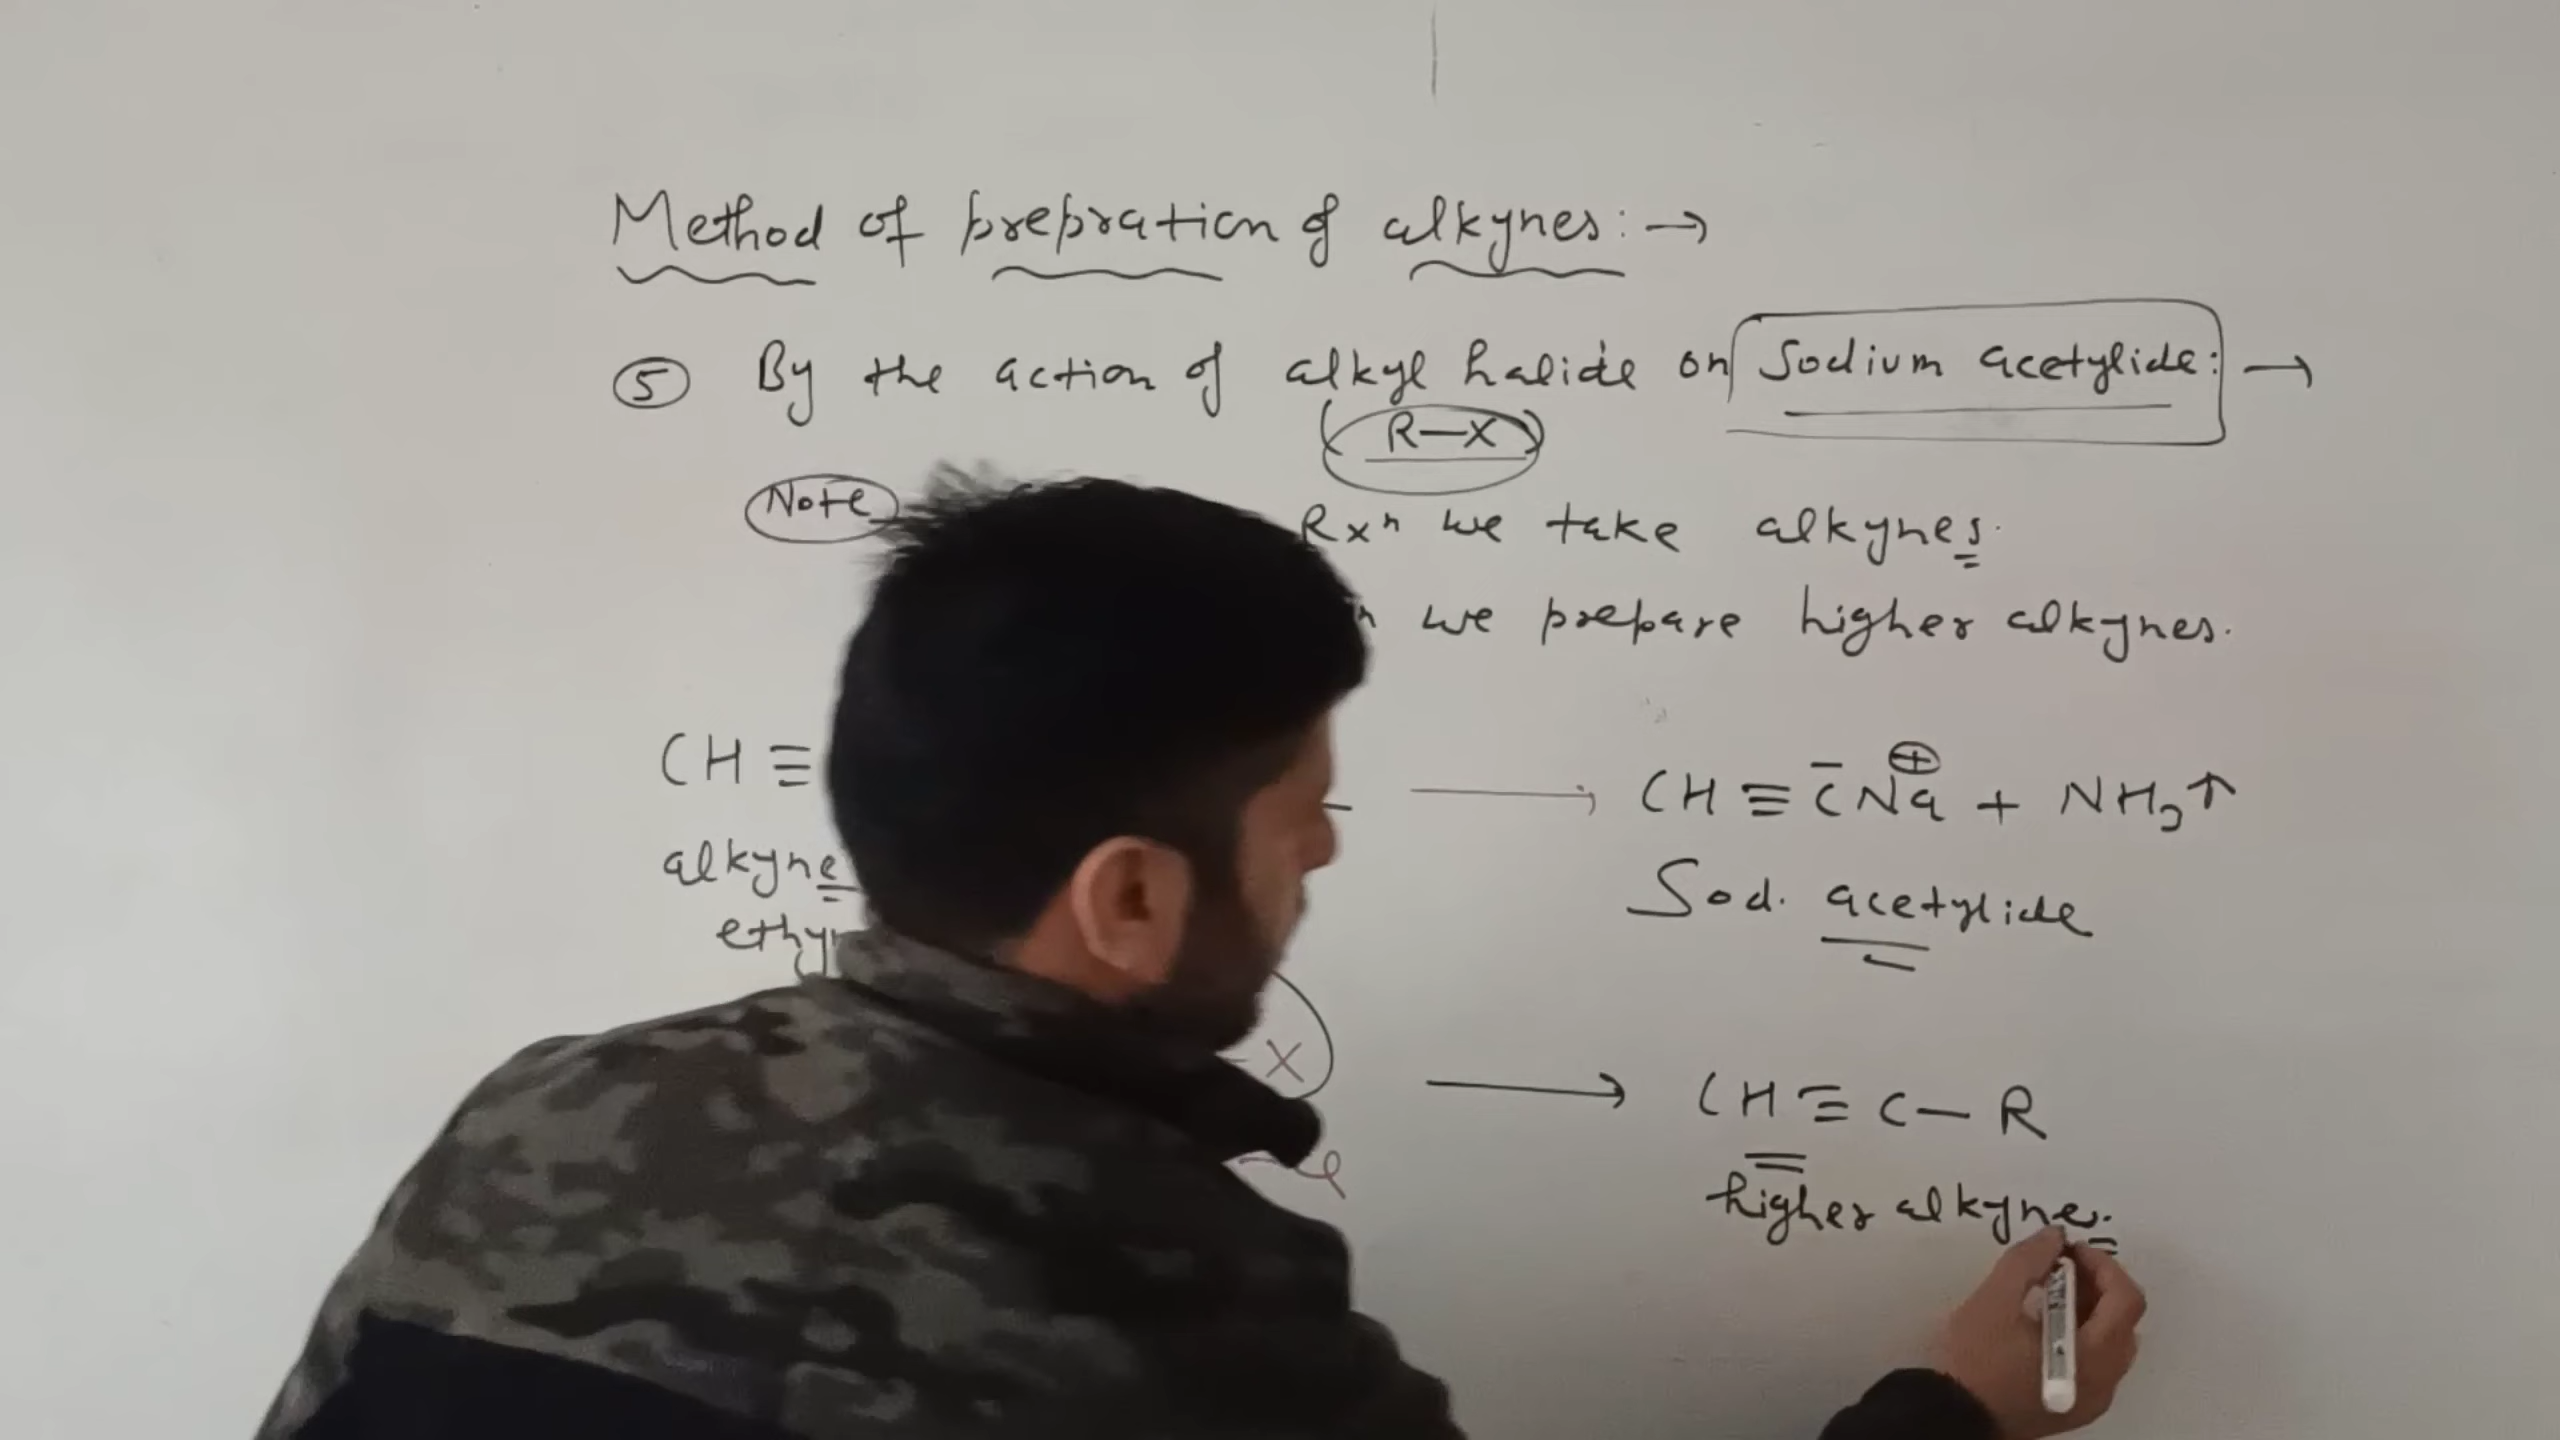 Method of prepration of alkynes:→
⑤ By the action of alkyl halide on Sodium acetylide:→
(R—X)
Note Rxⁿ we take alkynes.
we prepare higher alkynes.
CH≡ → CH≡C̄Na⊕ + NH₃↑
alkyne Sod. acetylide
X → CH≡C—R
higher alkyne.